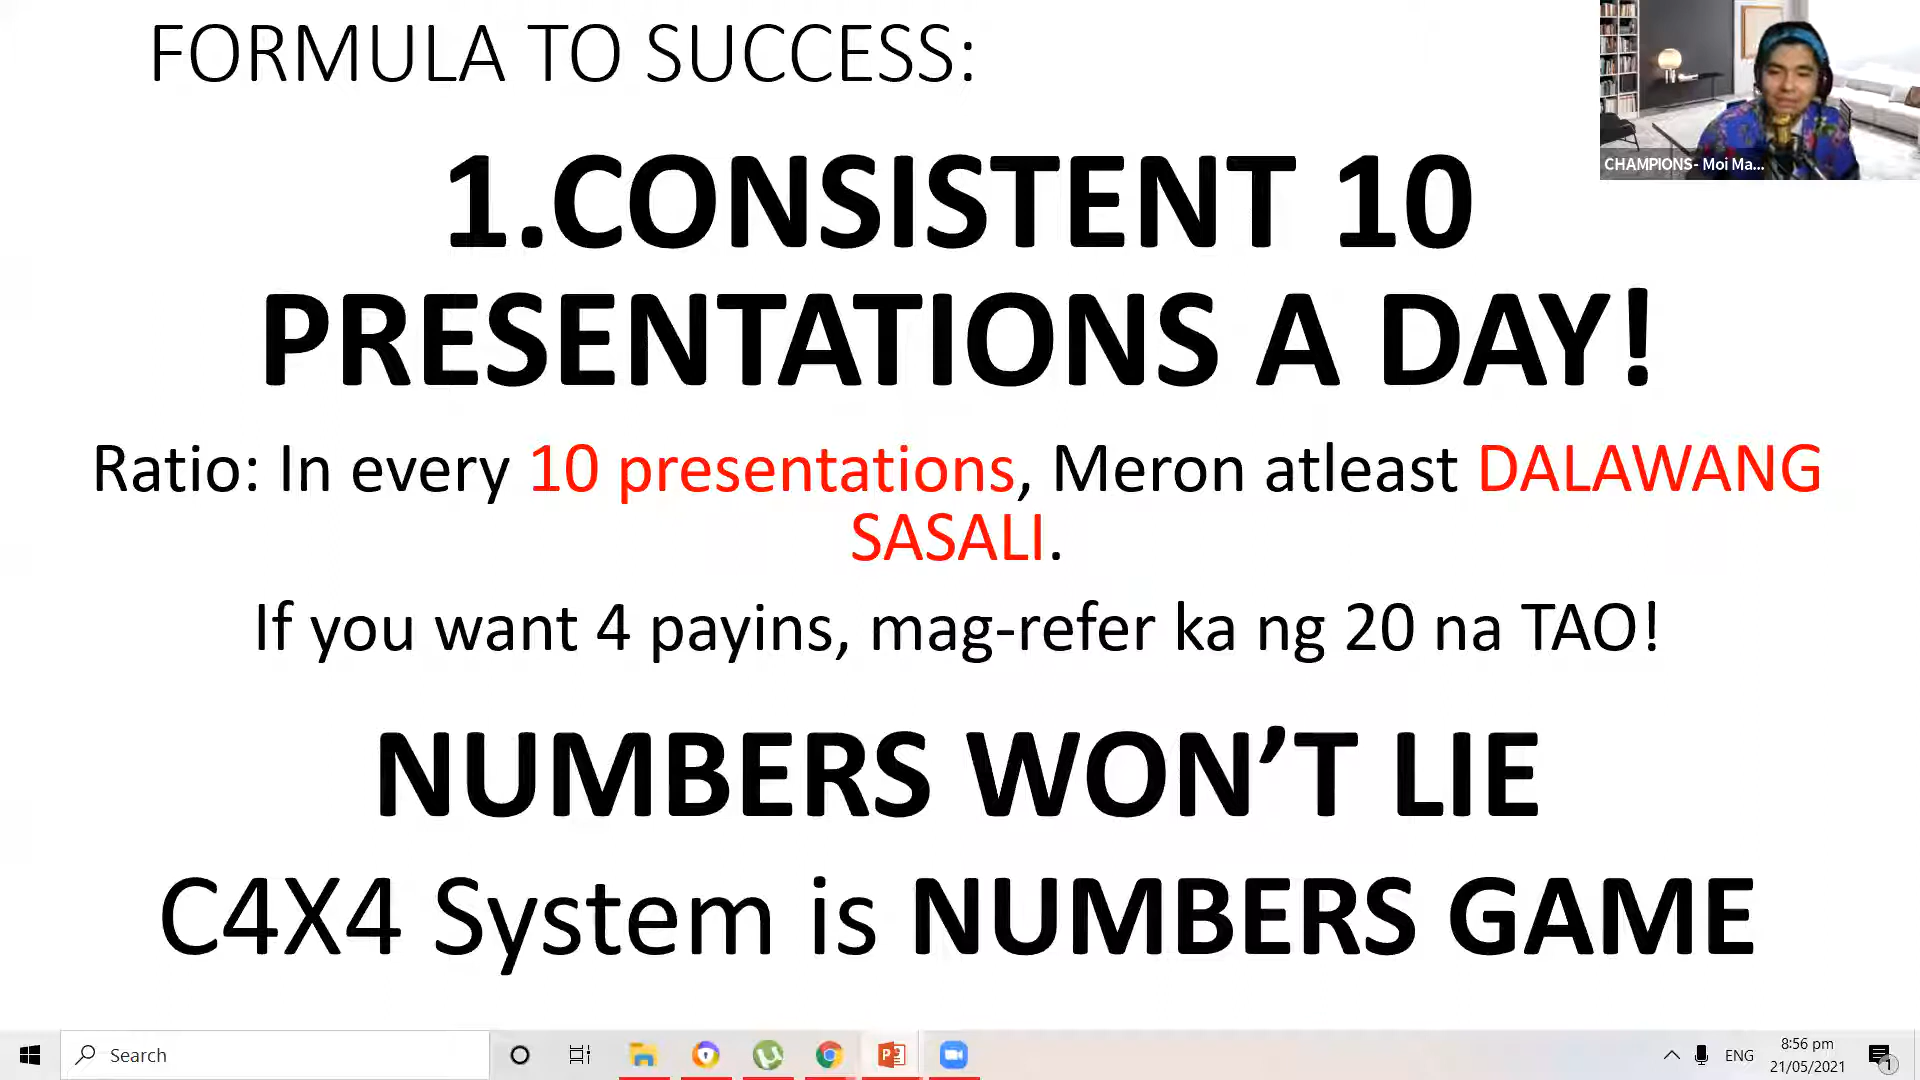 FORMULA TO SUCCESS:
CHAMPIONS- Moi Ma...
1.CONSISTENT 10
PRESENTATIONS A DAY!
Ratio: In every 10 presentations, Meron atleast DALAWANG
SASALI.
If you want 4 payins, mag-refer ka ng 20 na TAO!
NUMBERS WON’T LIE
C4X4 System is NUMBERS GAME
Search
ENG
8:56 pm
21/05/2021
1